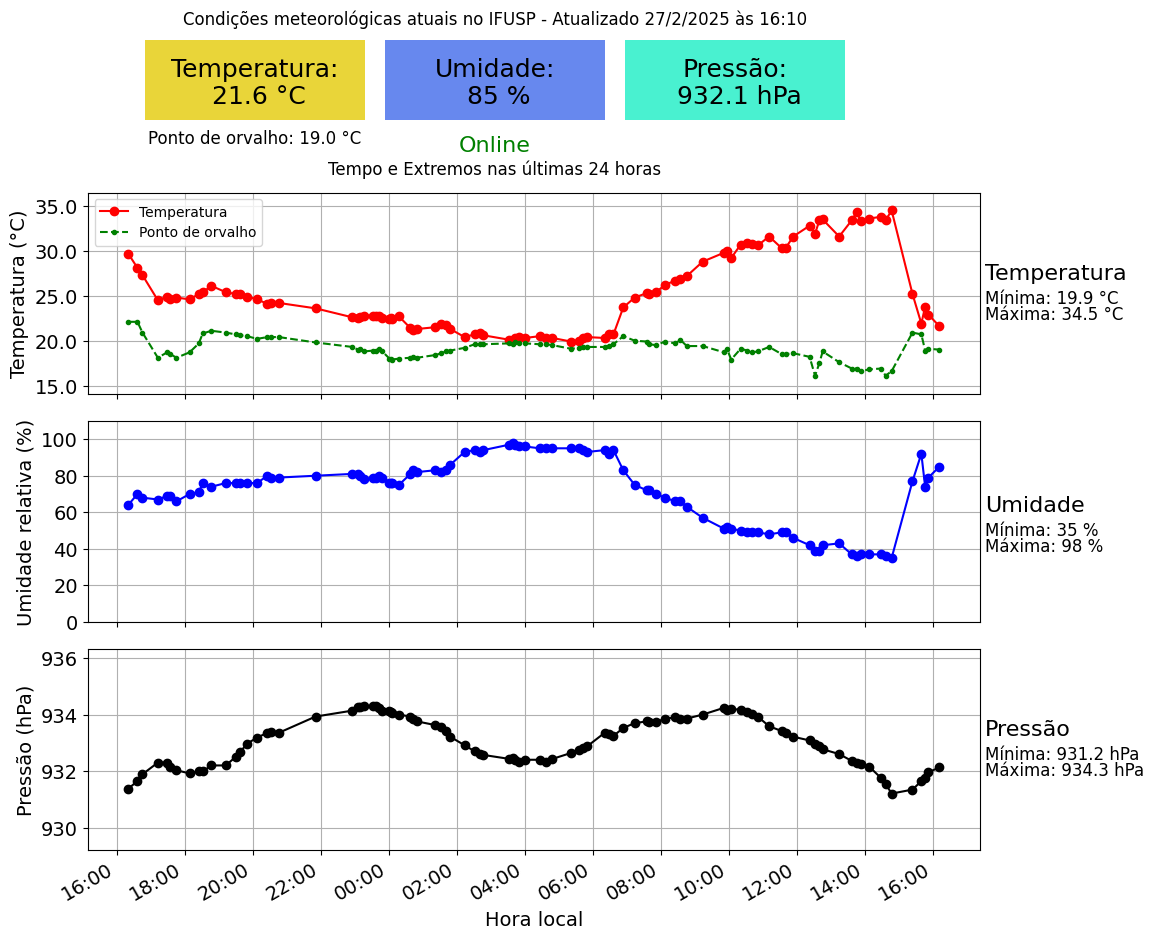 Condições meteorológicas atuais no IFUSP - Atualizado 27/2/2025 às 16:10
Temperatura:
21.6 °C
Umidade:
85 %
Pressão:
932.1 hPa
Ponto de orvalho: 19.0 °C
Online
Tempo e Extremos nas últimas 24 horas
Temperatura (°C)
35.0
30.0
25.0
20.0
15.0
Temperatura
Ponto de orvalho
Temperatura
Mínima: 19.9 °C
Máxima: 34.5 °C
Umidade relativa (%)
100
80
60
40
20
0
Umidade
Mínima: 35 %
Máxima: 98 %
Pressão (hPa)
936
934
932
930
Pressão
Mínima: 931.2 hPa
Máxima: 934.3 hPa
16:00 18:00 20:00 22:00 00:00 02:00 04:00 06:00 08:00 10:00 12:00 14:00 16:00
Hora local